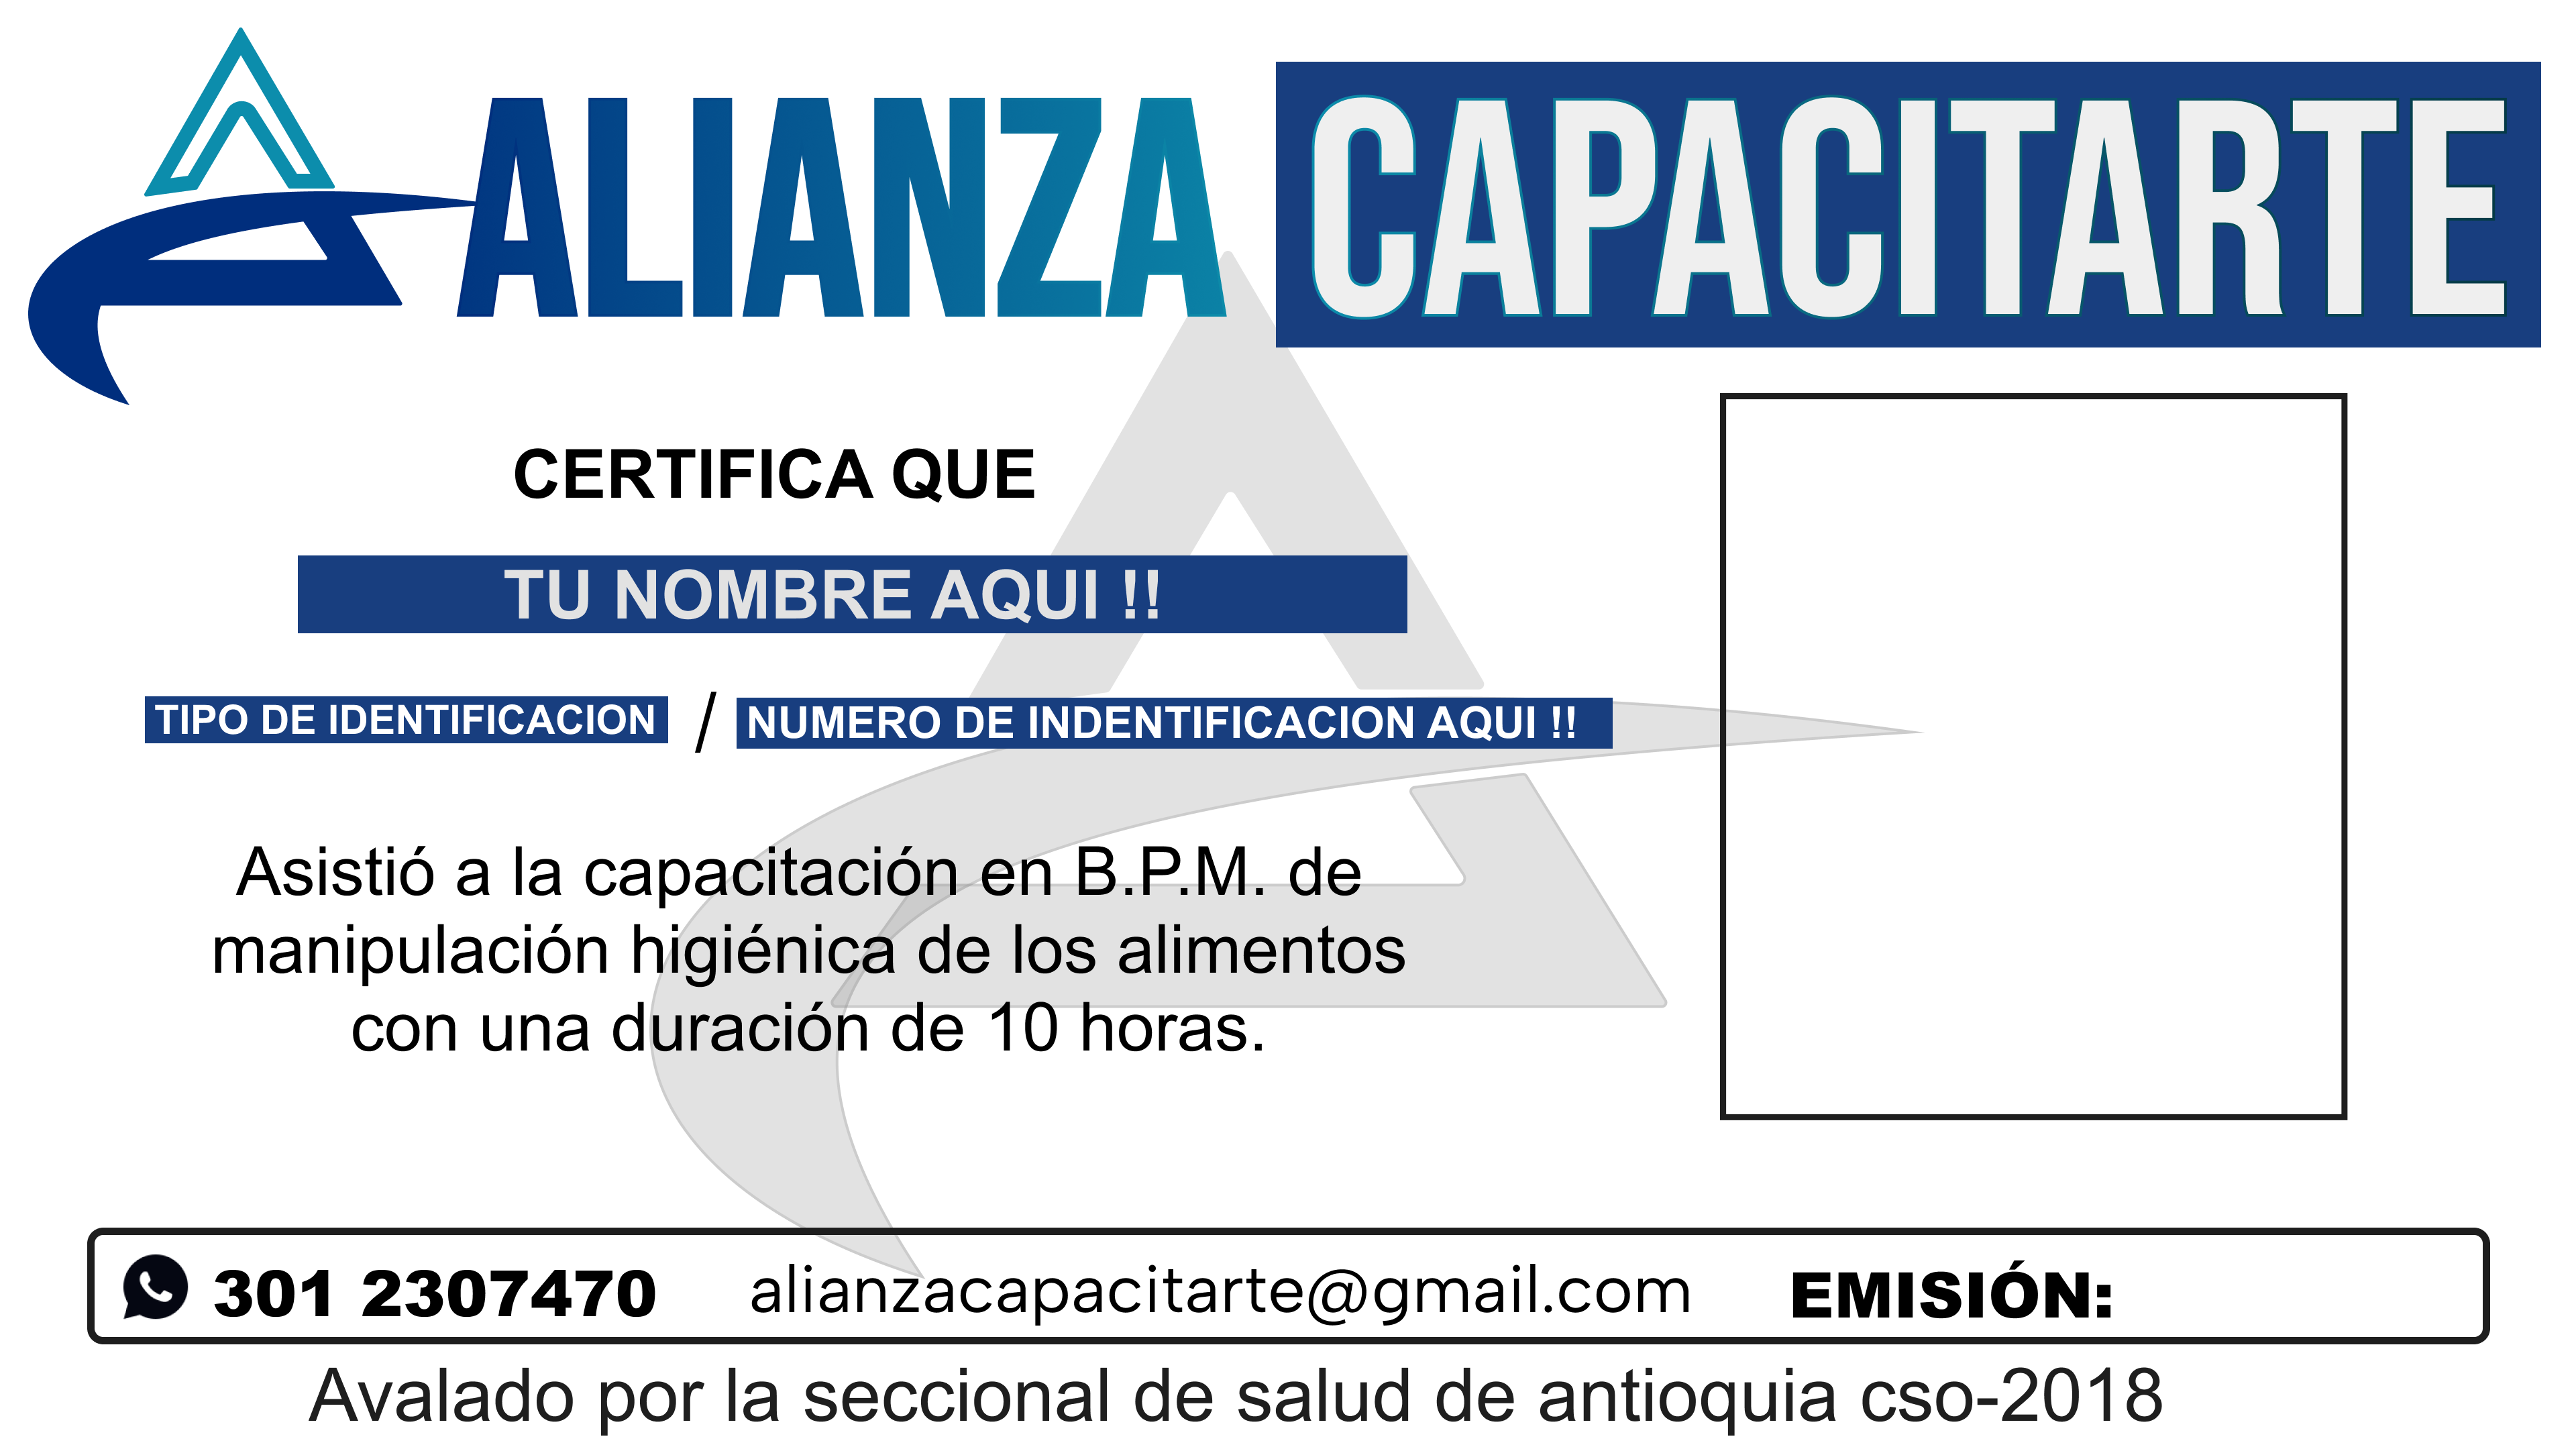 ALIANZA CAPACITARTE
CERTIFICA QUE
TU NOMBRE AQUI !!
TIPO DE IDENTIFICACION / NUMERO DE INDENTIFICACION AQUI !!
Asistió a la capacitación en B.P.M. de
manipulación higiénica de los alimentos
con una duración de 10 horas.
301 2307470 alianzacapacitarte@gmail.com EMISIÓN:
Avalado por la seccional de salud de antioquia cso-2018